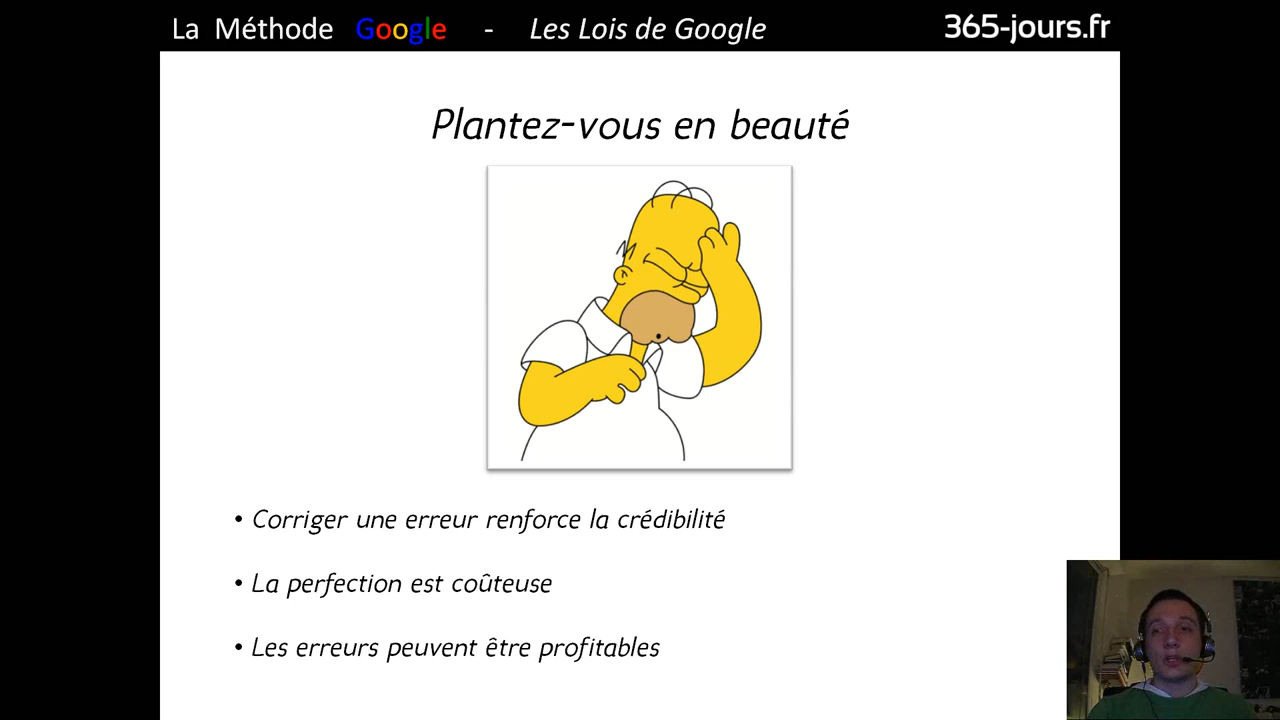 La Méthode Google - Les Lois de Google 365-jours.fr
Plantez-vous en beauté
• Corriger une erreur renforce la crédibilité
• La perfection est coûteuse
• Les erreurs peuvent être profitables